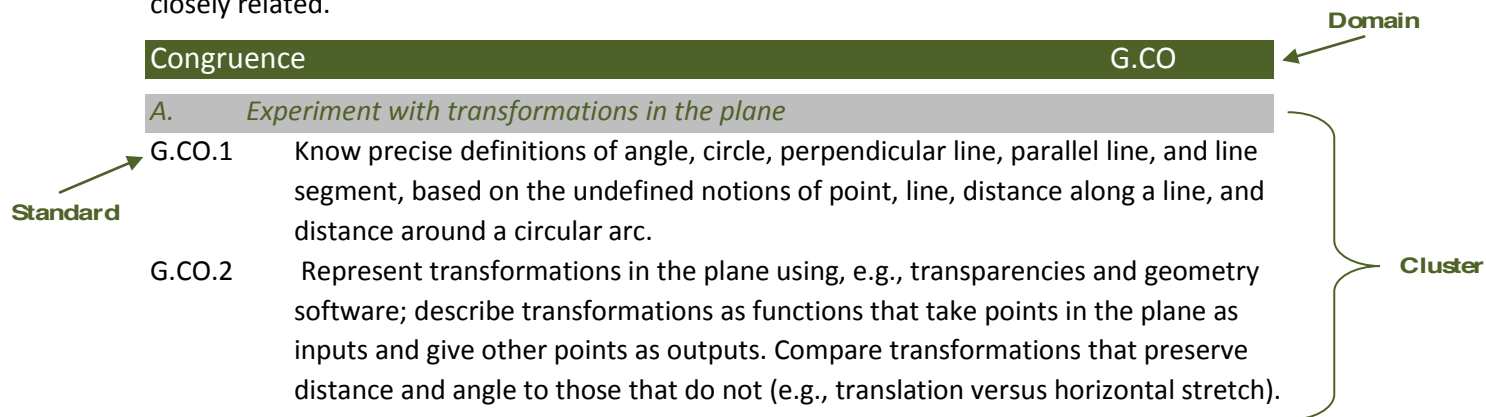 closely related.
Domain
Congruence G.CO
A. Experiment with transformations in the plane
G.CO.1 Know precise definitions of angle, circle, perpendicular line, parallel line, and line
segment, based on the undefined notions of point, line, distance along a line, and
Standard
distance around a circular arc.
G.CO.2 Represent transformations in the plane using, e.g., transparencies and geometry
Cluster
software; describe transformations as functions that take points in the plane as
inputs and give other points as outputs. Compare transformations that preserve
distance and angle to those that do not (e.g., translation versus horizontal stretch).